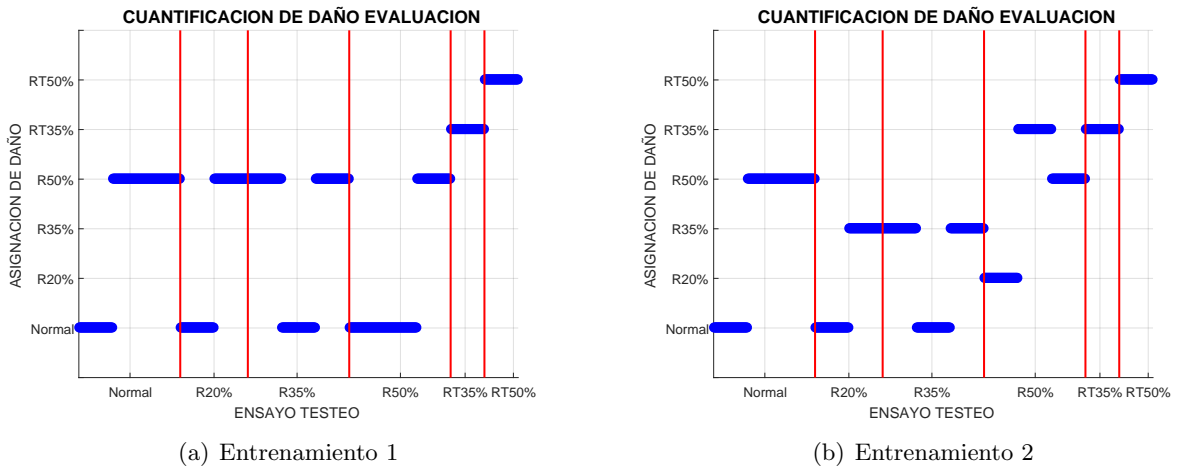 CUANTIFICACION DE DAÑO EVALUACION
RT50%
RT35%
R50%
R35%
R20%
Normal
ASIGNACION DE DAÑO
Normal R20% R35% R50% RT35% RT50%
ENSAYO TESTEO
(a) Entrenamiento 1
CUANTIFICACION DE DAÑO EVALUACION
RT50%
RT35%
R50%
R35%
R20%
Normal
ASIGNACION DE DAÑO
Normal R20% R35% R50% RT35% RT50%
ENSAYO TESTEO
(b) Entrenamiento 2